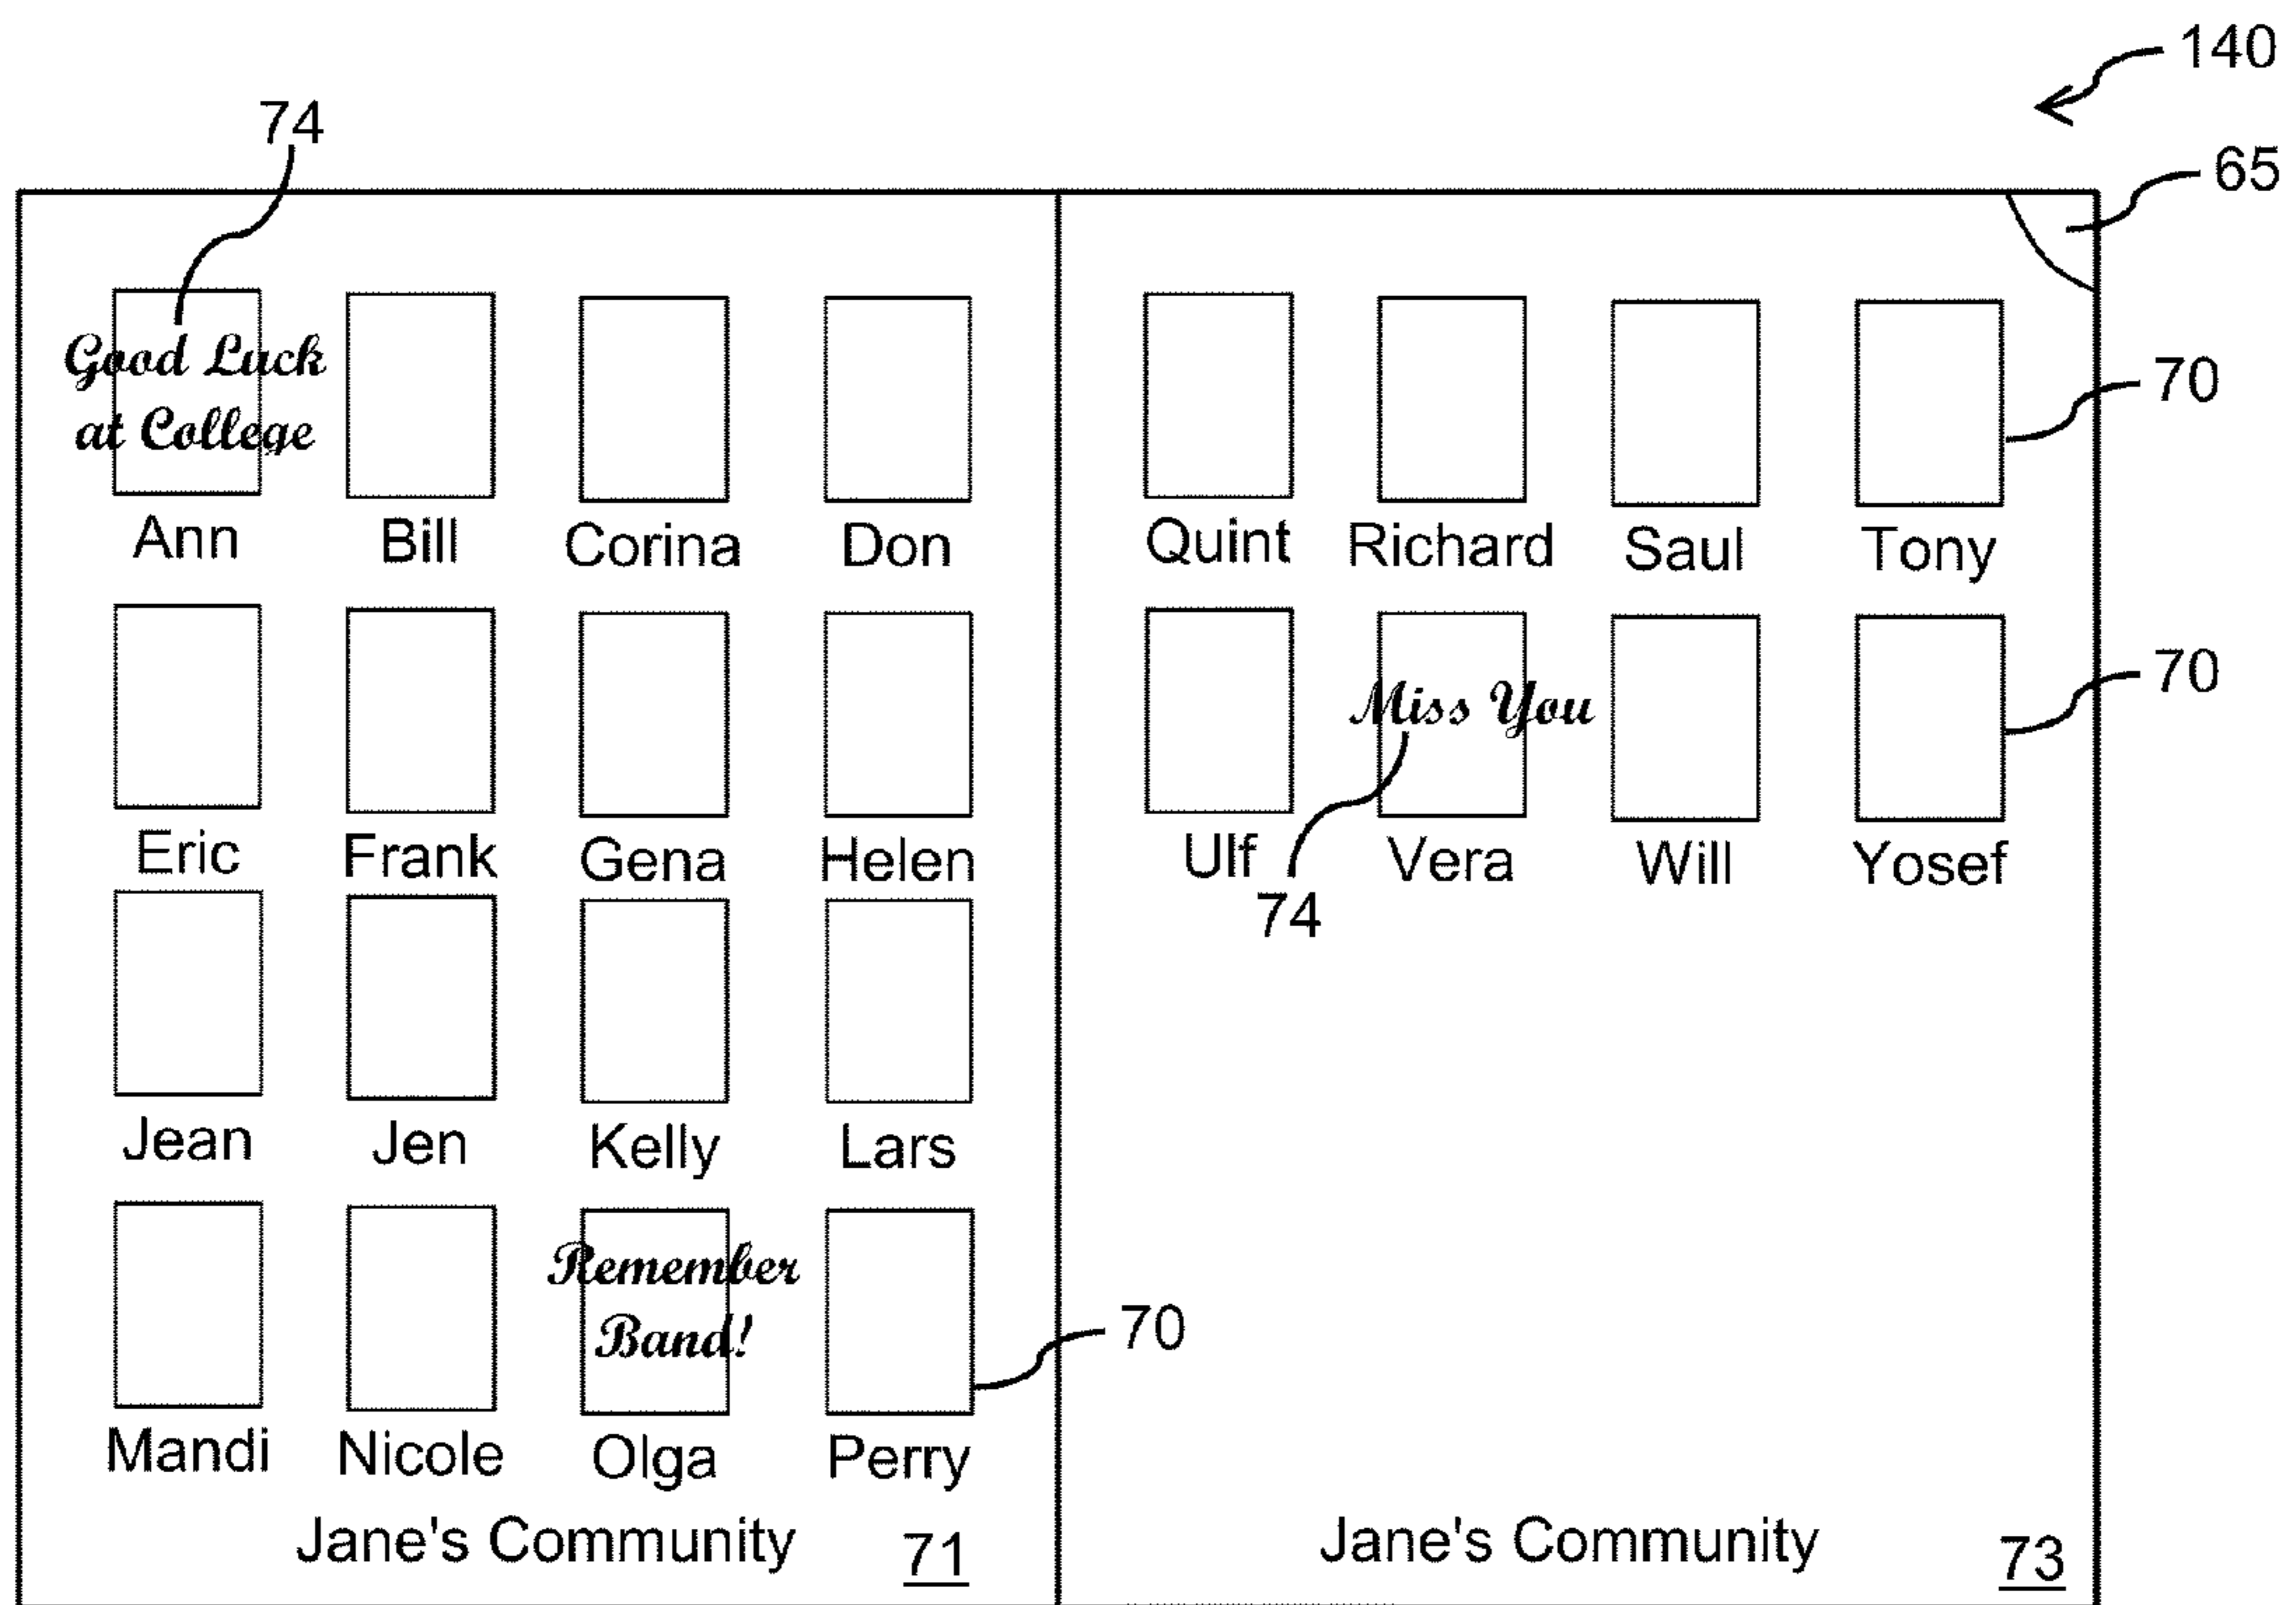 140
65
74
Good Luck
at College
Ann Bill Corina Don
Eric Frank Gena Helen
Jean Jen Kelly Lars
Remember
Band!
Mandi Nicole Olga Perry
70
Jane's Community 71
Quint Richard Saul Tony
70
Miss You
70
Ulf Vera Will Yosef
74
Jane's Community 73